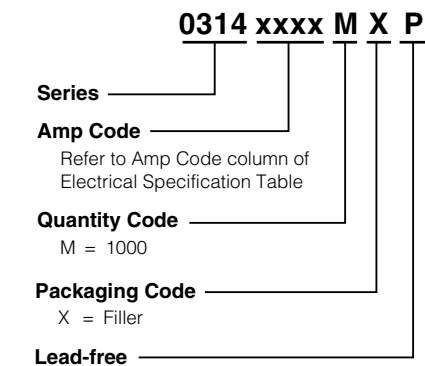 0314 xxxx M X P
Series
Amp Code
Refer to Amp Code column of
Electrical Specification Table
Quantity Code
M = 1000
Packaging Code
X = Filler
Lead-free